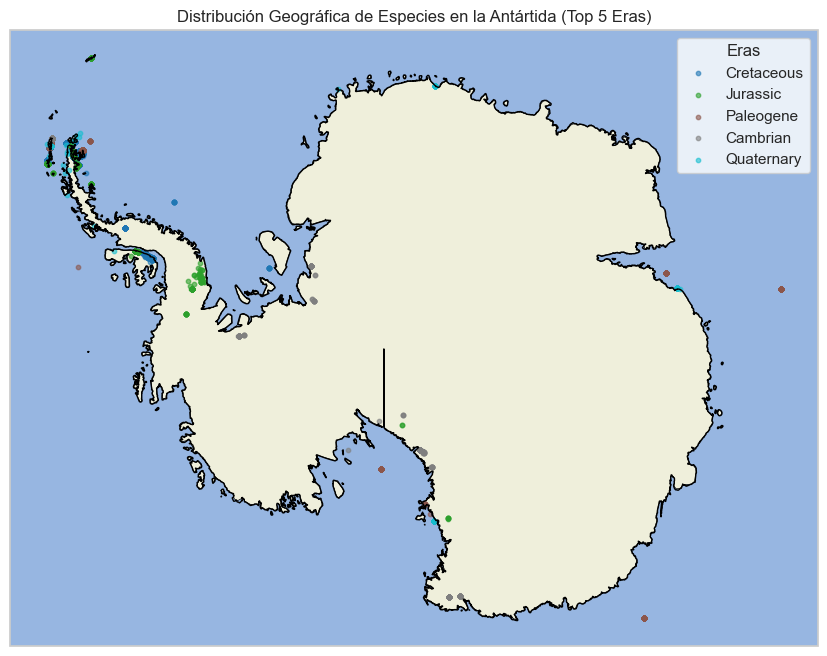 Distribución Geográfica de Especies en la Antártida (Top 5 Eras)
Eras
Cretaceous
Jurassic
Paleogene
Cambrian
Quaternary